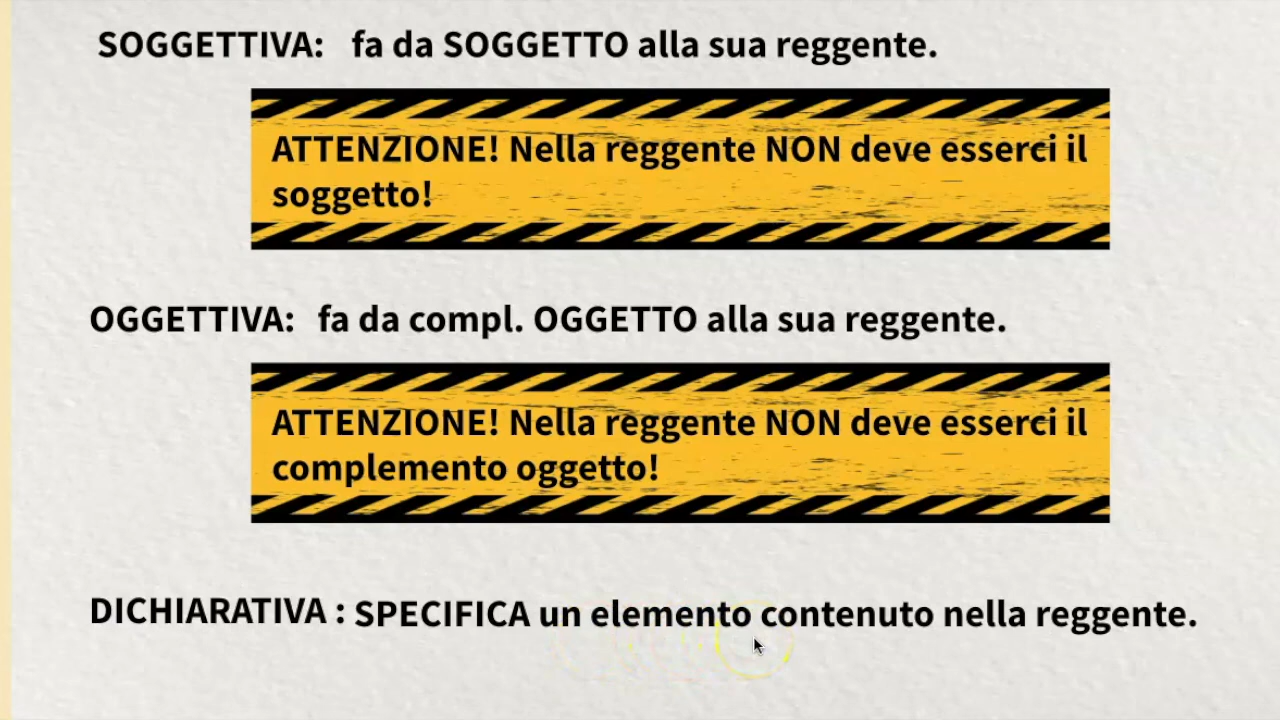 SOGGETTIVA: fa da SOGGETTO alla sua reggente.
ATTENZIONE! Nella reggente NON deve esserci il
soggetto!
OGGETTIVA: fa da compl. OGGETTO alla sua reggente.
ATTENZIONE! Nella reggente NON deve esserci il
complemento oggetto!
DICHIARATIVA : SPECIFICA un elemento contenuto nella reggente.